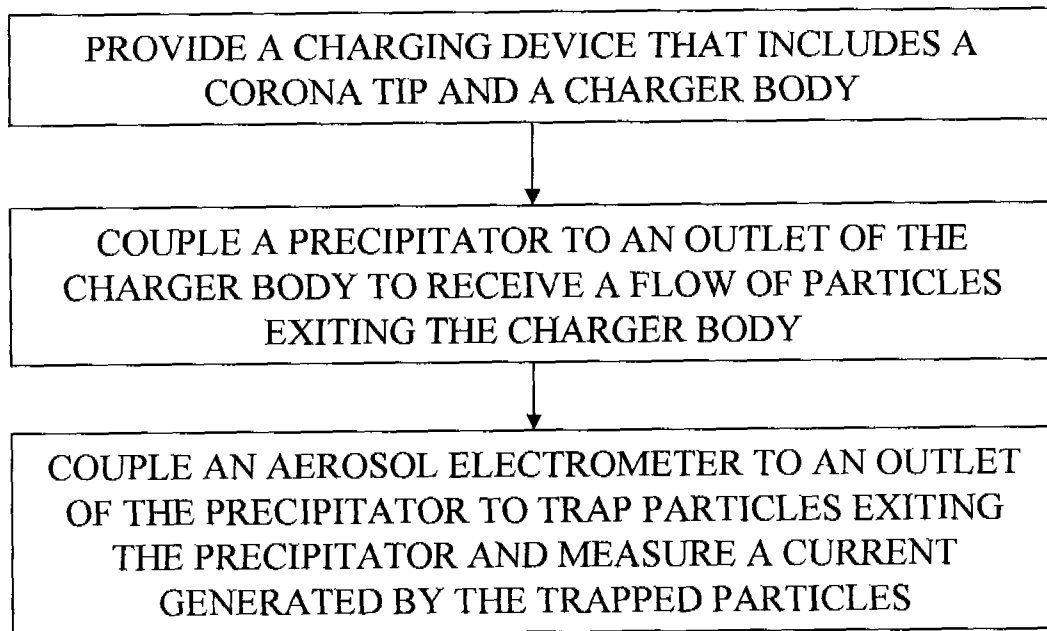 PROVIDE A CHARGING DEVICE THAT INCLUDES A
CORONA TIP AND A CHARGER BODY
COUPLE A PRECIPITATOR TO AN OUTLET OF THE
CHARGER BODY TO RECEIVE A FLOW OF PARTICLES
EXITING THE CHARGER BODY
COUPLE AN AEROSOL ELECTROMETER TO AN OUTLET
OF THE PRECIPITATOR TO TRAP PARTICLES EXITING
THE PRECIPITATOR AND MEASURE A CURRENT
GENERATED BY THE TRAPPED PARTICLES